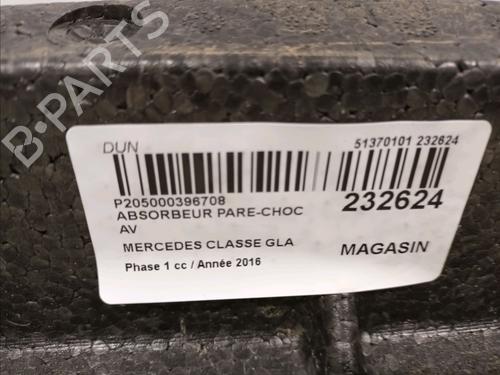 B-PARTS
DUN
51370101 232624
P205000396708
232624
ABSORBEUR PARE-CHOC
AV
MERCEDES CLASSE GLA
MAGASIN
Phase 1 cc / Année 2016